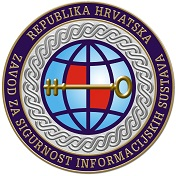 REPUBLIKA HRVATSKA
ZAVOD ZA SIGURNOST INFORMACIJSKIH SUSTAVA